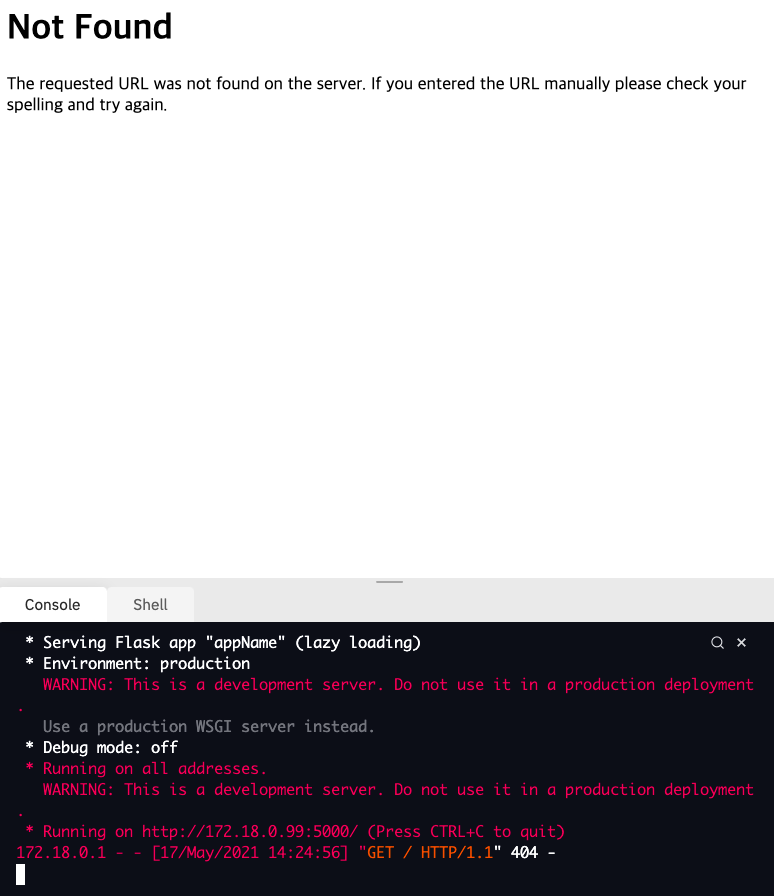 Not Found
The requested URL was not found on the server. If you entered the URL manually please check your
spelling and try again.
Console Shell
* Serving Flask app "appName" (lazy loading)
* Environment: production
WARNING: This is a development server. Do not use it in a production deployment
.
Use a production WSGI server instead.
* Debug mode: off
* Running on all addresses.
WARNING: This is a development server. Do not use it in a production deployment
.
* Running on http://172.18.0.99:5000/ (Press CTRL+C to quit)
172.18.0.1 - - [17/May/2021 14:24:56] "GET / HTTP/1.1" 404 -